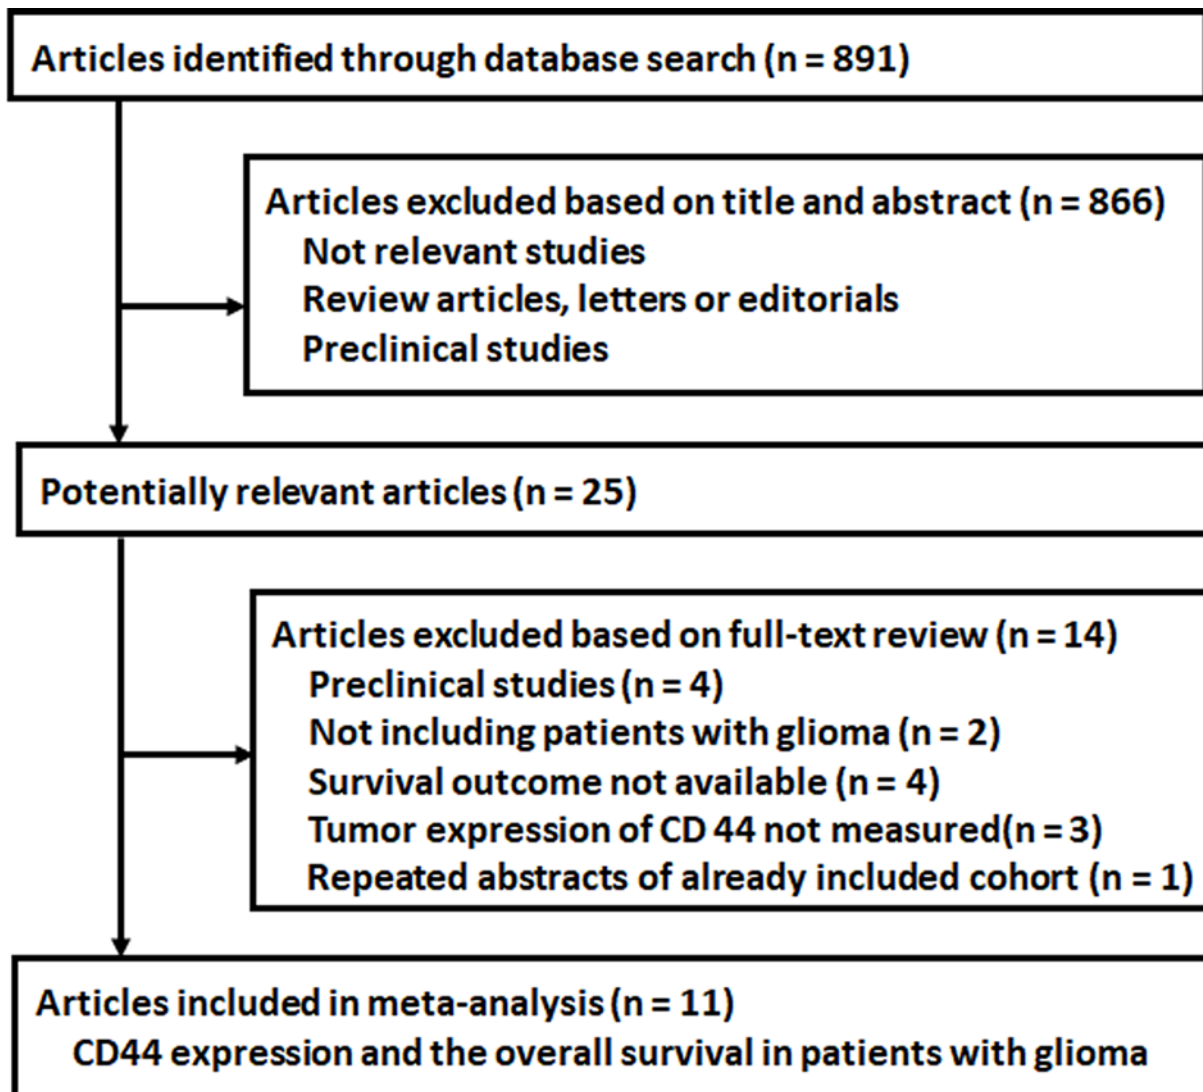 Articles identified through database search (n = 891)
Articles excluded based on title and abstract (n = 866)
Not relevant studies
Review articles, letters or editorials
Preclinical studies
Potentially relevant articles (n = 25)
Articles excluded based on full-text review (n = 14)
Preclinical studies (n = 4)
Not including patients with glioma (n = 2)
Survival outcome not available (n = 4)
Tumor expression of CD 44 not measured(n = 3)
Repeated abstracts of already included cohort (n = 1)
Articles included in meta-analysis (n = 11)
CD44 expression and the overall survival in patients with glioma